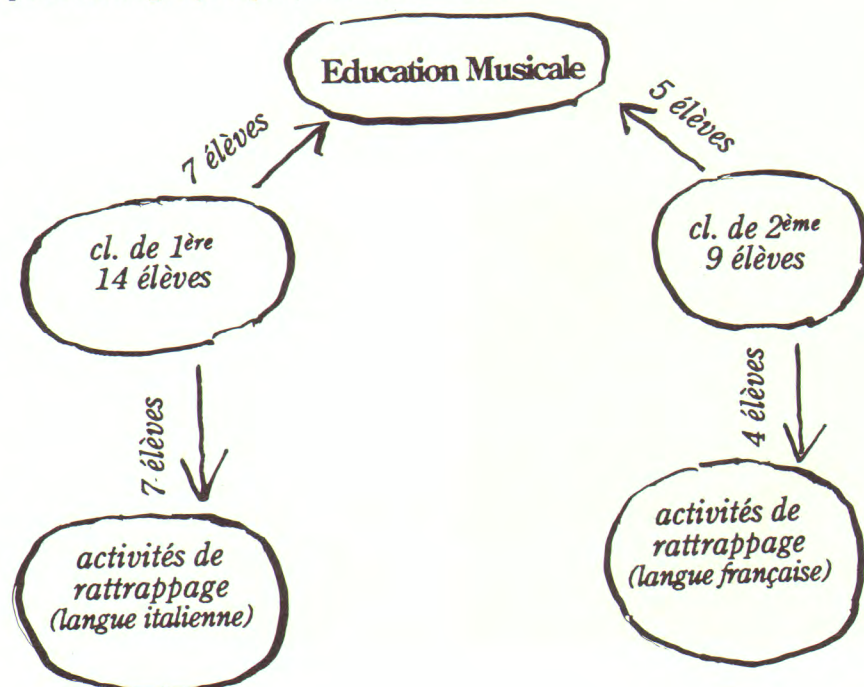 Education Musicale
7 élèves
5 élèves
cl. de 1ère
14 élèves
cl. de 2ème
9 élèves
7 élèves
4 élèves
activités de
rattrappage
(langue italienne)
activités de
rattrappage
(langue française)